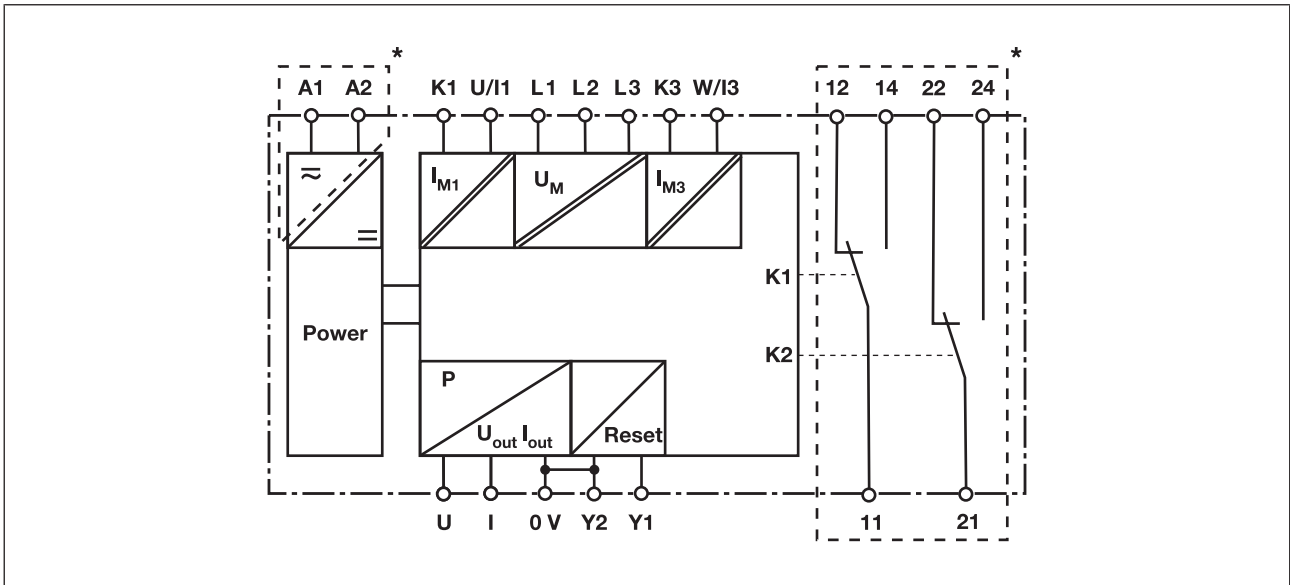 * *
A1 A2 K1 U/I1 L1 L2 L3 K3 W/I3 12 14 22 24
IM1 UM IM3
K1
Power
K2
P
Uout Iout Reset
U I 0 V Y2 Y1 11 21